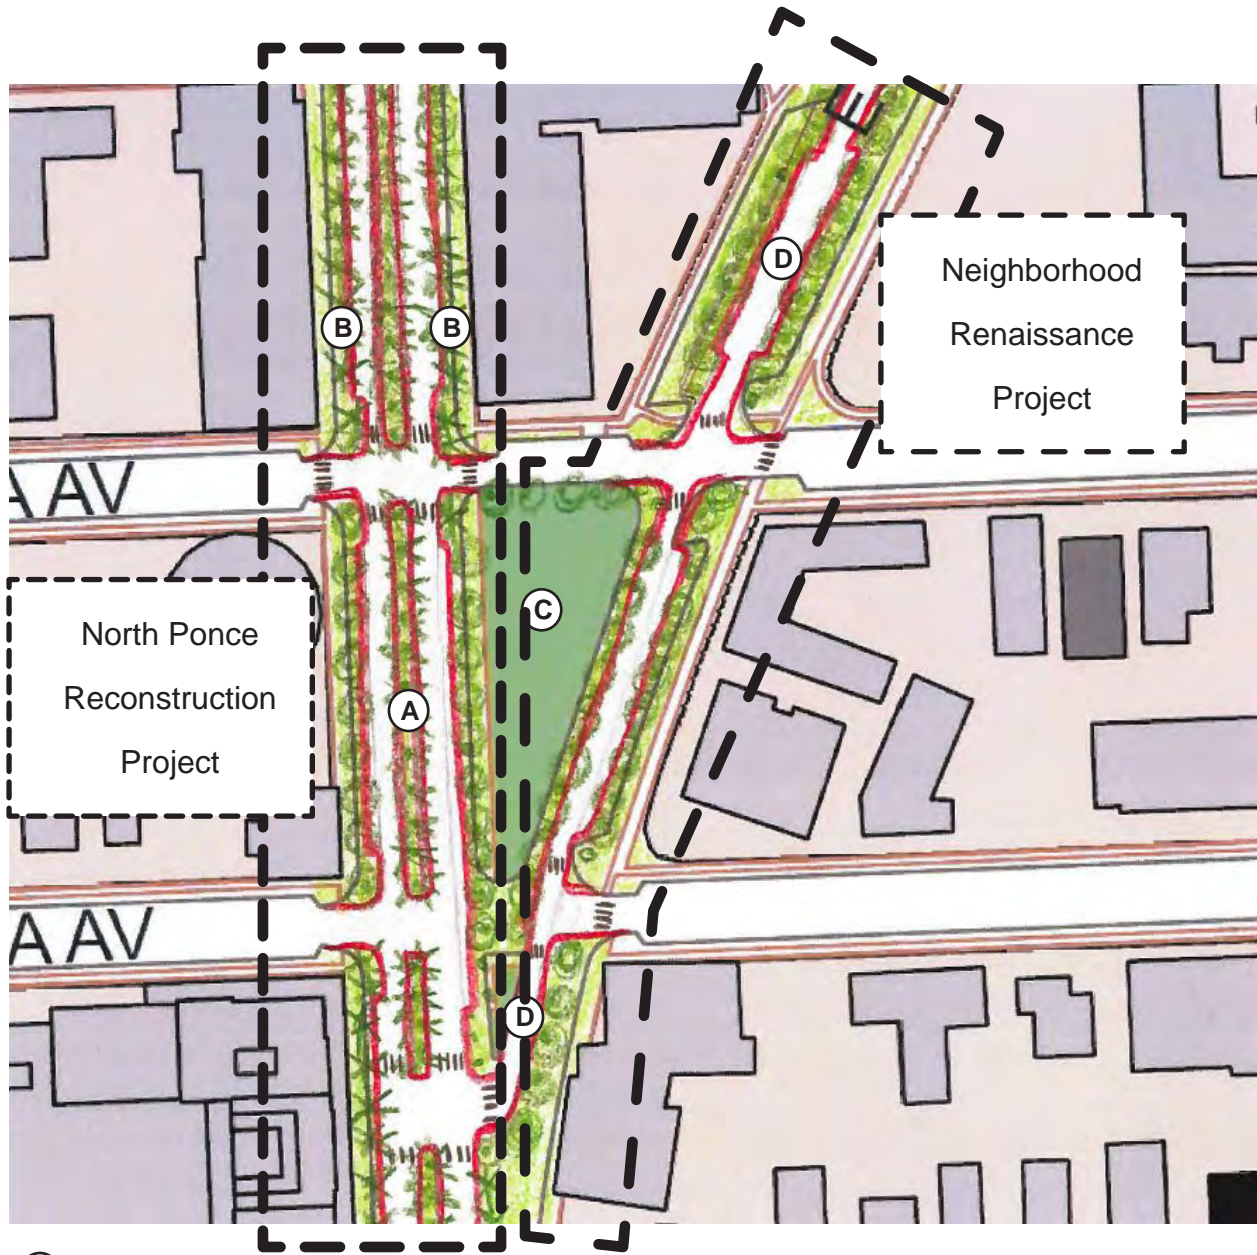 E
D
Neighborhood
Renaissance
Project
B
B
A AV
C
North Ponce
Reconstruction
Project
A
A AV
D